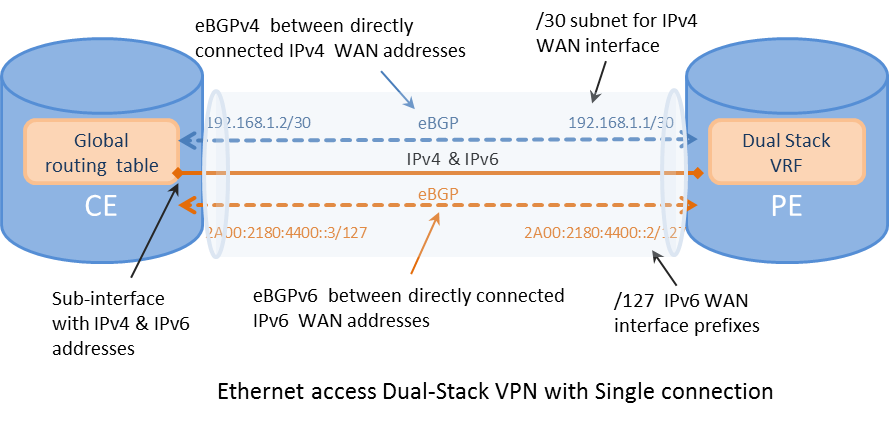 eBGPv4 between directly
connected IPv4 WAN addresses
/30 subnet for IPv4
WAN interface
192.168.1.2/30
eBGP
192.168.1.1/30
Global
routing table
Dual Stack
VRF
IPv4 & IPv6
CE
eBGP
PE
2A00:2180:4400::3/127
2A00:2180:4400::2/127
Sub-interface
with IPv4 & IPv6
addresses
eBGPv6 between directly connected
IPv6 WAN addresses
/127 IPv6 WAN
interface prefixes
Ethernet access Dual-Stack VPN with Single connection